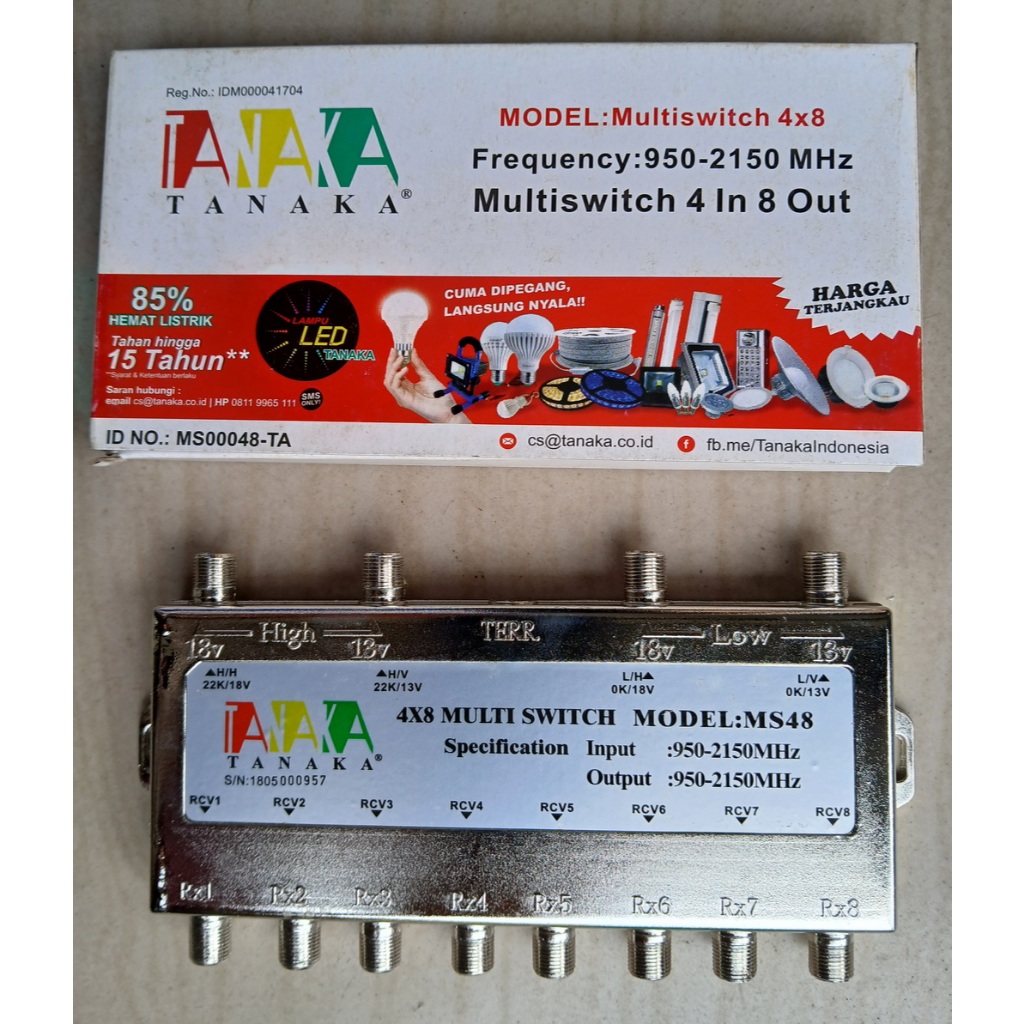 Reg.No.: IDM000041704
TANAKA
TANAKA®
MODEL:Multiswitch 4x8
Frequency:950-2150 MHz
Multiswitch 4 In 8 Out
85%
HEMAT LISTRIK
Tahan hingga
15 Tahun**
**Syarat & Ketentuan berlaku
Saran hubungi :
email cs@tanaka.co.id | HP 0811 9965 111
SMS ONLY!
LAMPU
LED
TANAKA
CUMA DIPEGANG,
LANGSUNG NYALA!!
HARGA
TERJANGKAU
ID NO.: MS00048-TA
cs@tanaka.co.id
fb.me/TanakaIndonesia
High TERR. Low
18v 13v 18v 13v
▲H/H ▲H/V L/H▲ L/V▲
22K/18V 22K/13V 0K/18V 0K/13V
TANAKA
TANAKA®
S/N:1805000957
4X8 MULTI SWITCH MODEL:MS48
Specification Input :950-2150MHz
Output :950-2150MHz
RCV1 RCV2 RCV3 RCV4 RCV5 RCV6 RCV7 RCV8
Rx1 Rx2 Rx3 Rx4 Rx5 Rx6 Rx7 Rx8